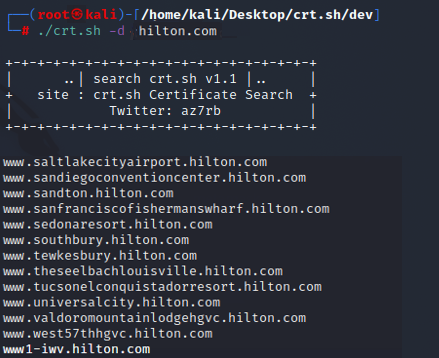 ┌──(root㉿kali)-[/home/kali/Desktop/crt.sh/dev]
└─# ./crt.sh -d hilton.com
+-+-+-+-+-+-+-+-+-+-+-+-+-+-+-+-+-+-+-+
| ..| search crt.sh v1.1 |.. |
+ site : crt.sh Certificate Search +
| Twitter: az7rb |
+-+-+-+-+-+-+-+-+-+-+-+-+-+-+-+-+-+-+-+
www.saltlakecityairport.hilton.com
www.sandiegoconventioncenter.hilton.com
www.sandton.hilton.com
www.sanfranciscofishermanswharf.hilton.com
www.sedonaresort.hilton.com
www.southbury.hilton.com
www.tewkesbury.hilton.com
www.theseelbachlouisville.hilton.com
www.tucsonelconquistadorresort.hilton.com
www.universalcity.hilton.com
www.valdoromountainlodgehgvc.hilton.com
www.west57thhgvc.hilton.com
www1-iwv.hilton.com